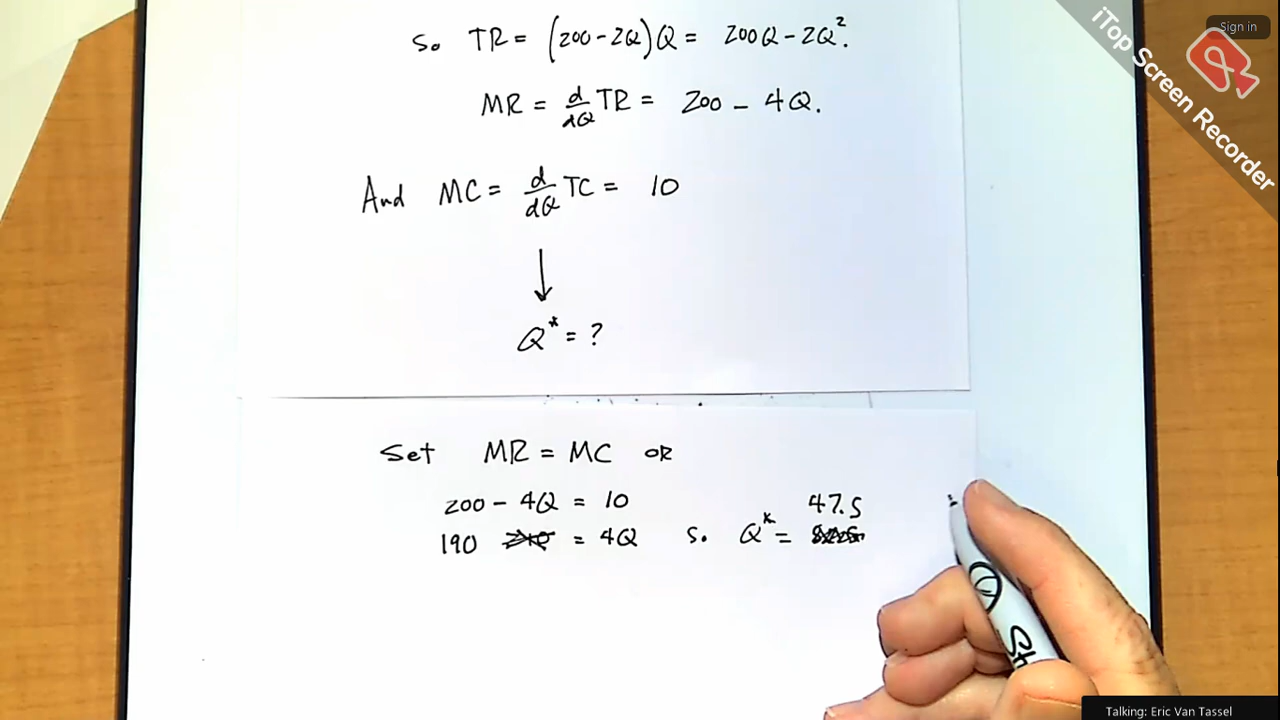 So TR = (200-2Q)Q = 200Q-2Q².
MR = d/dQ TR = 200 - 4Q.
And MC = d/dQ TC = 10
↓
Q* = ?
Set MR = MC OR
200 - 4Q = 10
190 = 4Q So Q* = 47.5
iTop Screen Recorder
Sign in
Sh
Talking: Eric Van Tassel